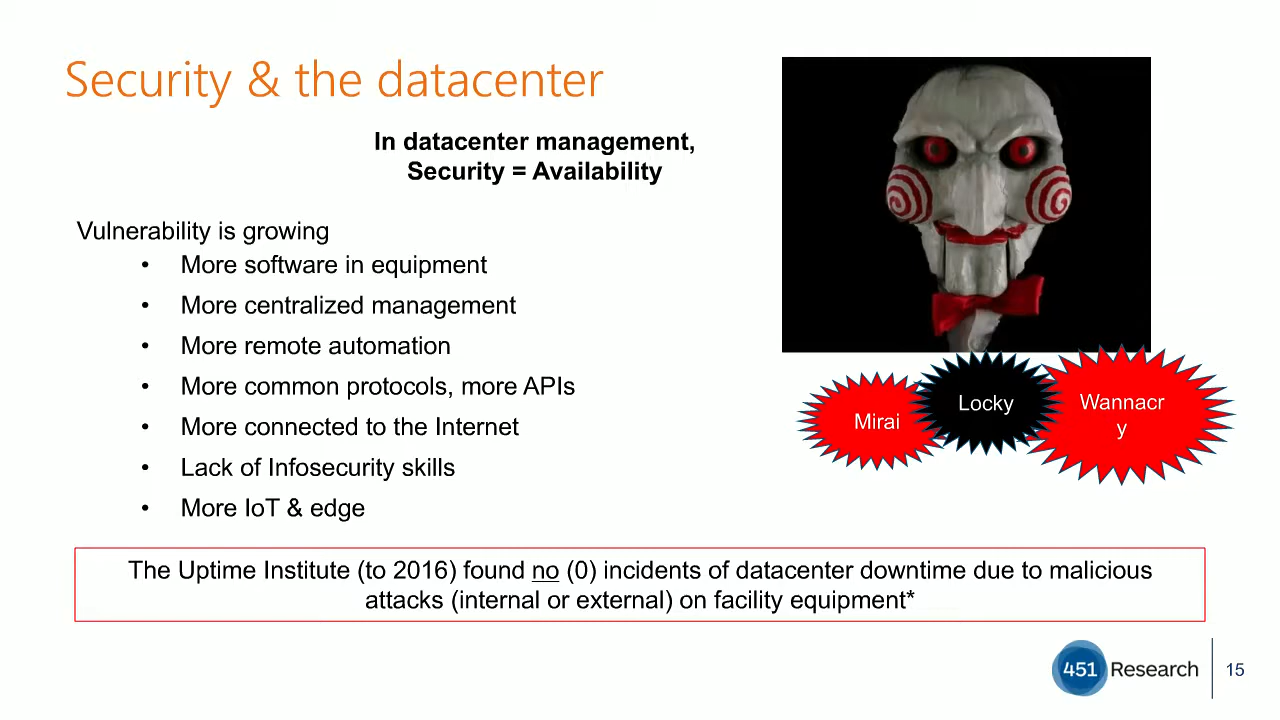 Security & the datacenter
In datacenter management,
Security = Availability
Vulnerability is growing
• More software in equipment
• More centralized management
• More remote automation
• More common protocols, more APIs
• More connected to the Internet
• Lack of Infosecurity skills
• More IoT & edge
Mirai
Locky
Wannacr
y
The Uptime Institute (to 2016) found no (0) incidents of datacenter downtime due to malicious
attacks (internal or external) on facility equipment*
451 Research
15